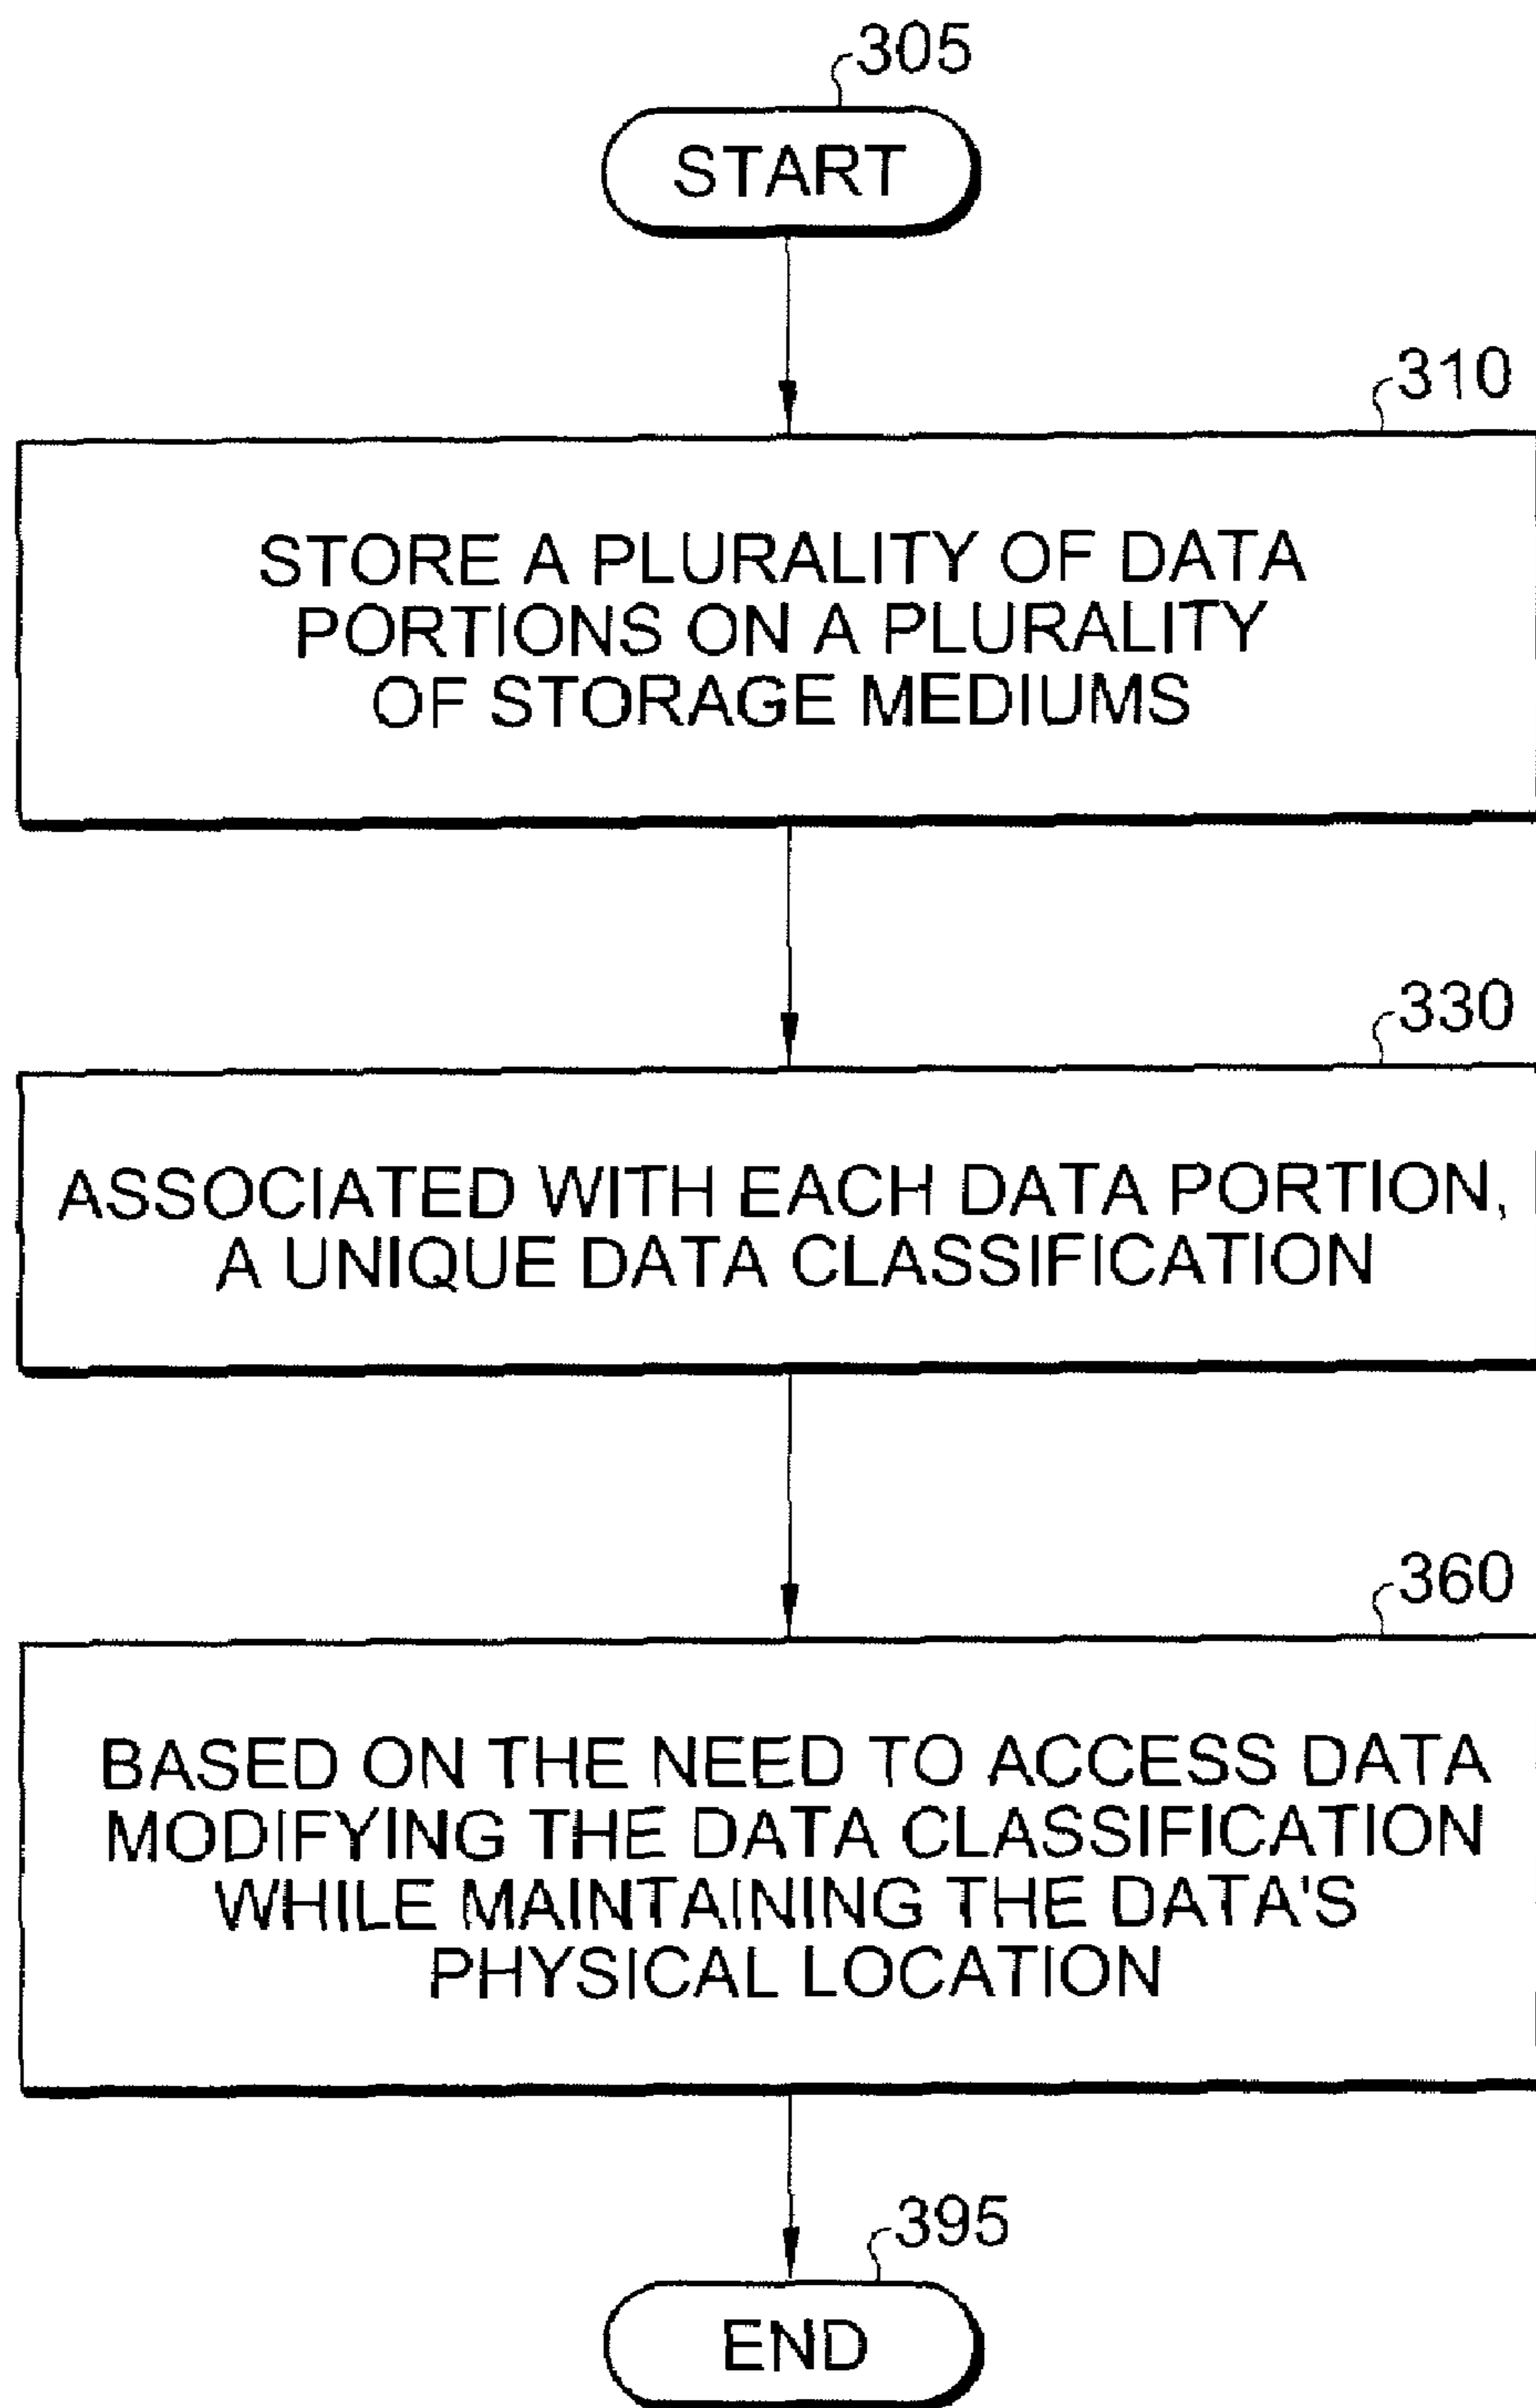 305
START
310
STORE A PLURALITY OF DATA
PORTIONS ON A PLURALITY
OF STORAGE MEDIUMS
330
ASSOCIATED WITH EACH DATA PORTION,
A UNIQUE DATA CLASSIFICATION
360
BASED ON THE NEED TO ACCESS DATA
MODIFYING THE DATA CLASSIFICATION
WHILE MAINTAINING THE DATA'S
PHYSICAL LOCATION
395
END